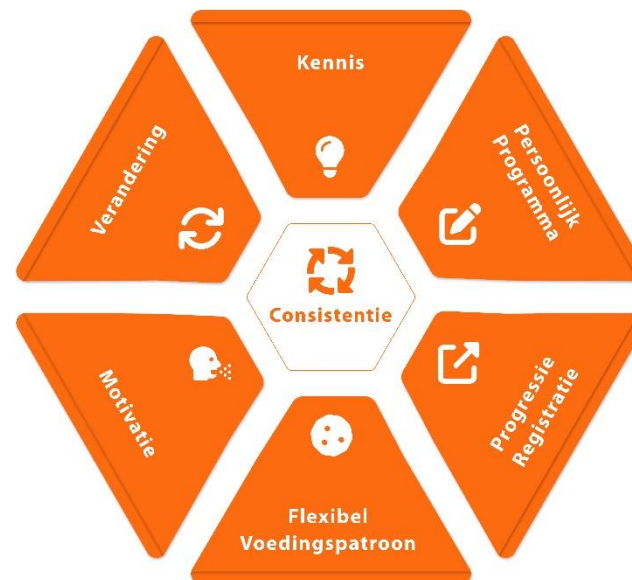 Kennis
Persoonlijk
Programma
Progressie
Registratie
Flexibel
Voedingspatroon
Motivatie
Verandering
Consistentie